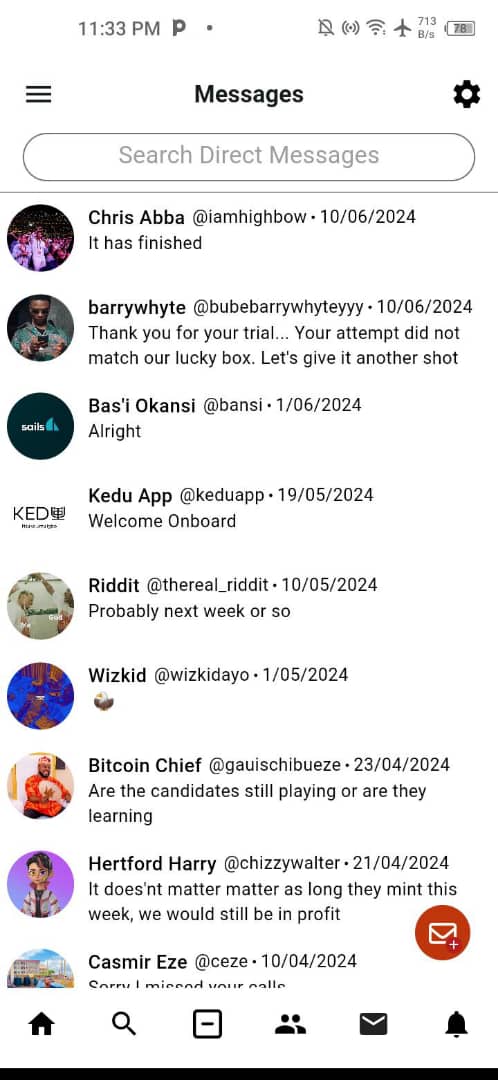 11:33 PM
713
B/s
78
Messages
Search Direct Messages
Chris Abba @iamhighbow • 10/06/2024
It has finished
barrywhyte @bubebarrywhyteyyy • 10/06/2024
Thank you for your trial... Your attempt did not
match our lucky box. Let's give it another shot
sails
Bas'i Okansi @bansi • 1/06/2024
Alright
KED
Kedu App @keduapp • 19/05/2024
Welcome Onboard
God
Me
Riddit @thereal_riddit • 10/05/2024
Probably next week or so
Wizkid @wizkidayo • 1/05/2024
Bitcoin Chief @gauischibueze • 23/04/2024
Are the candidates still playing or are they
learning
Hertford Harry @chizzywalter • 21/04/2024
It does'nt matter matter as long they mint this
week, we would still be in profit
Casmir Eze @ceze • 10/04/2024
Sorry I missed your calls